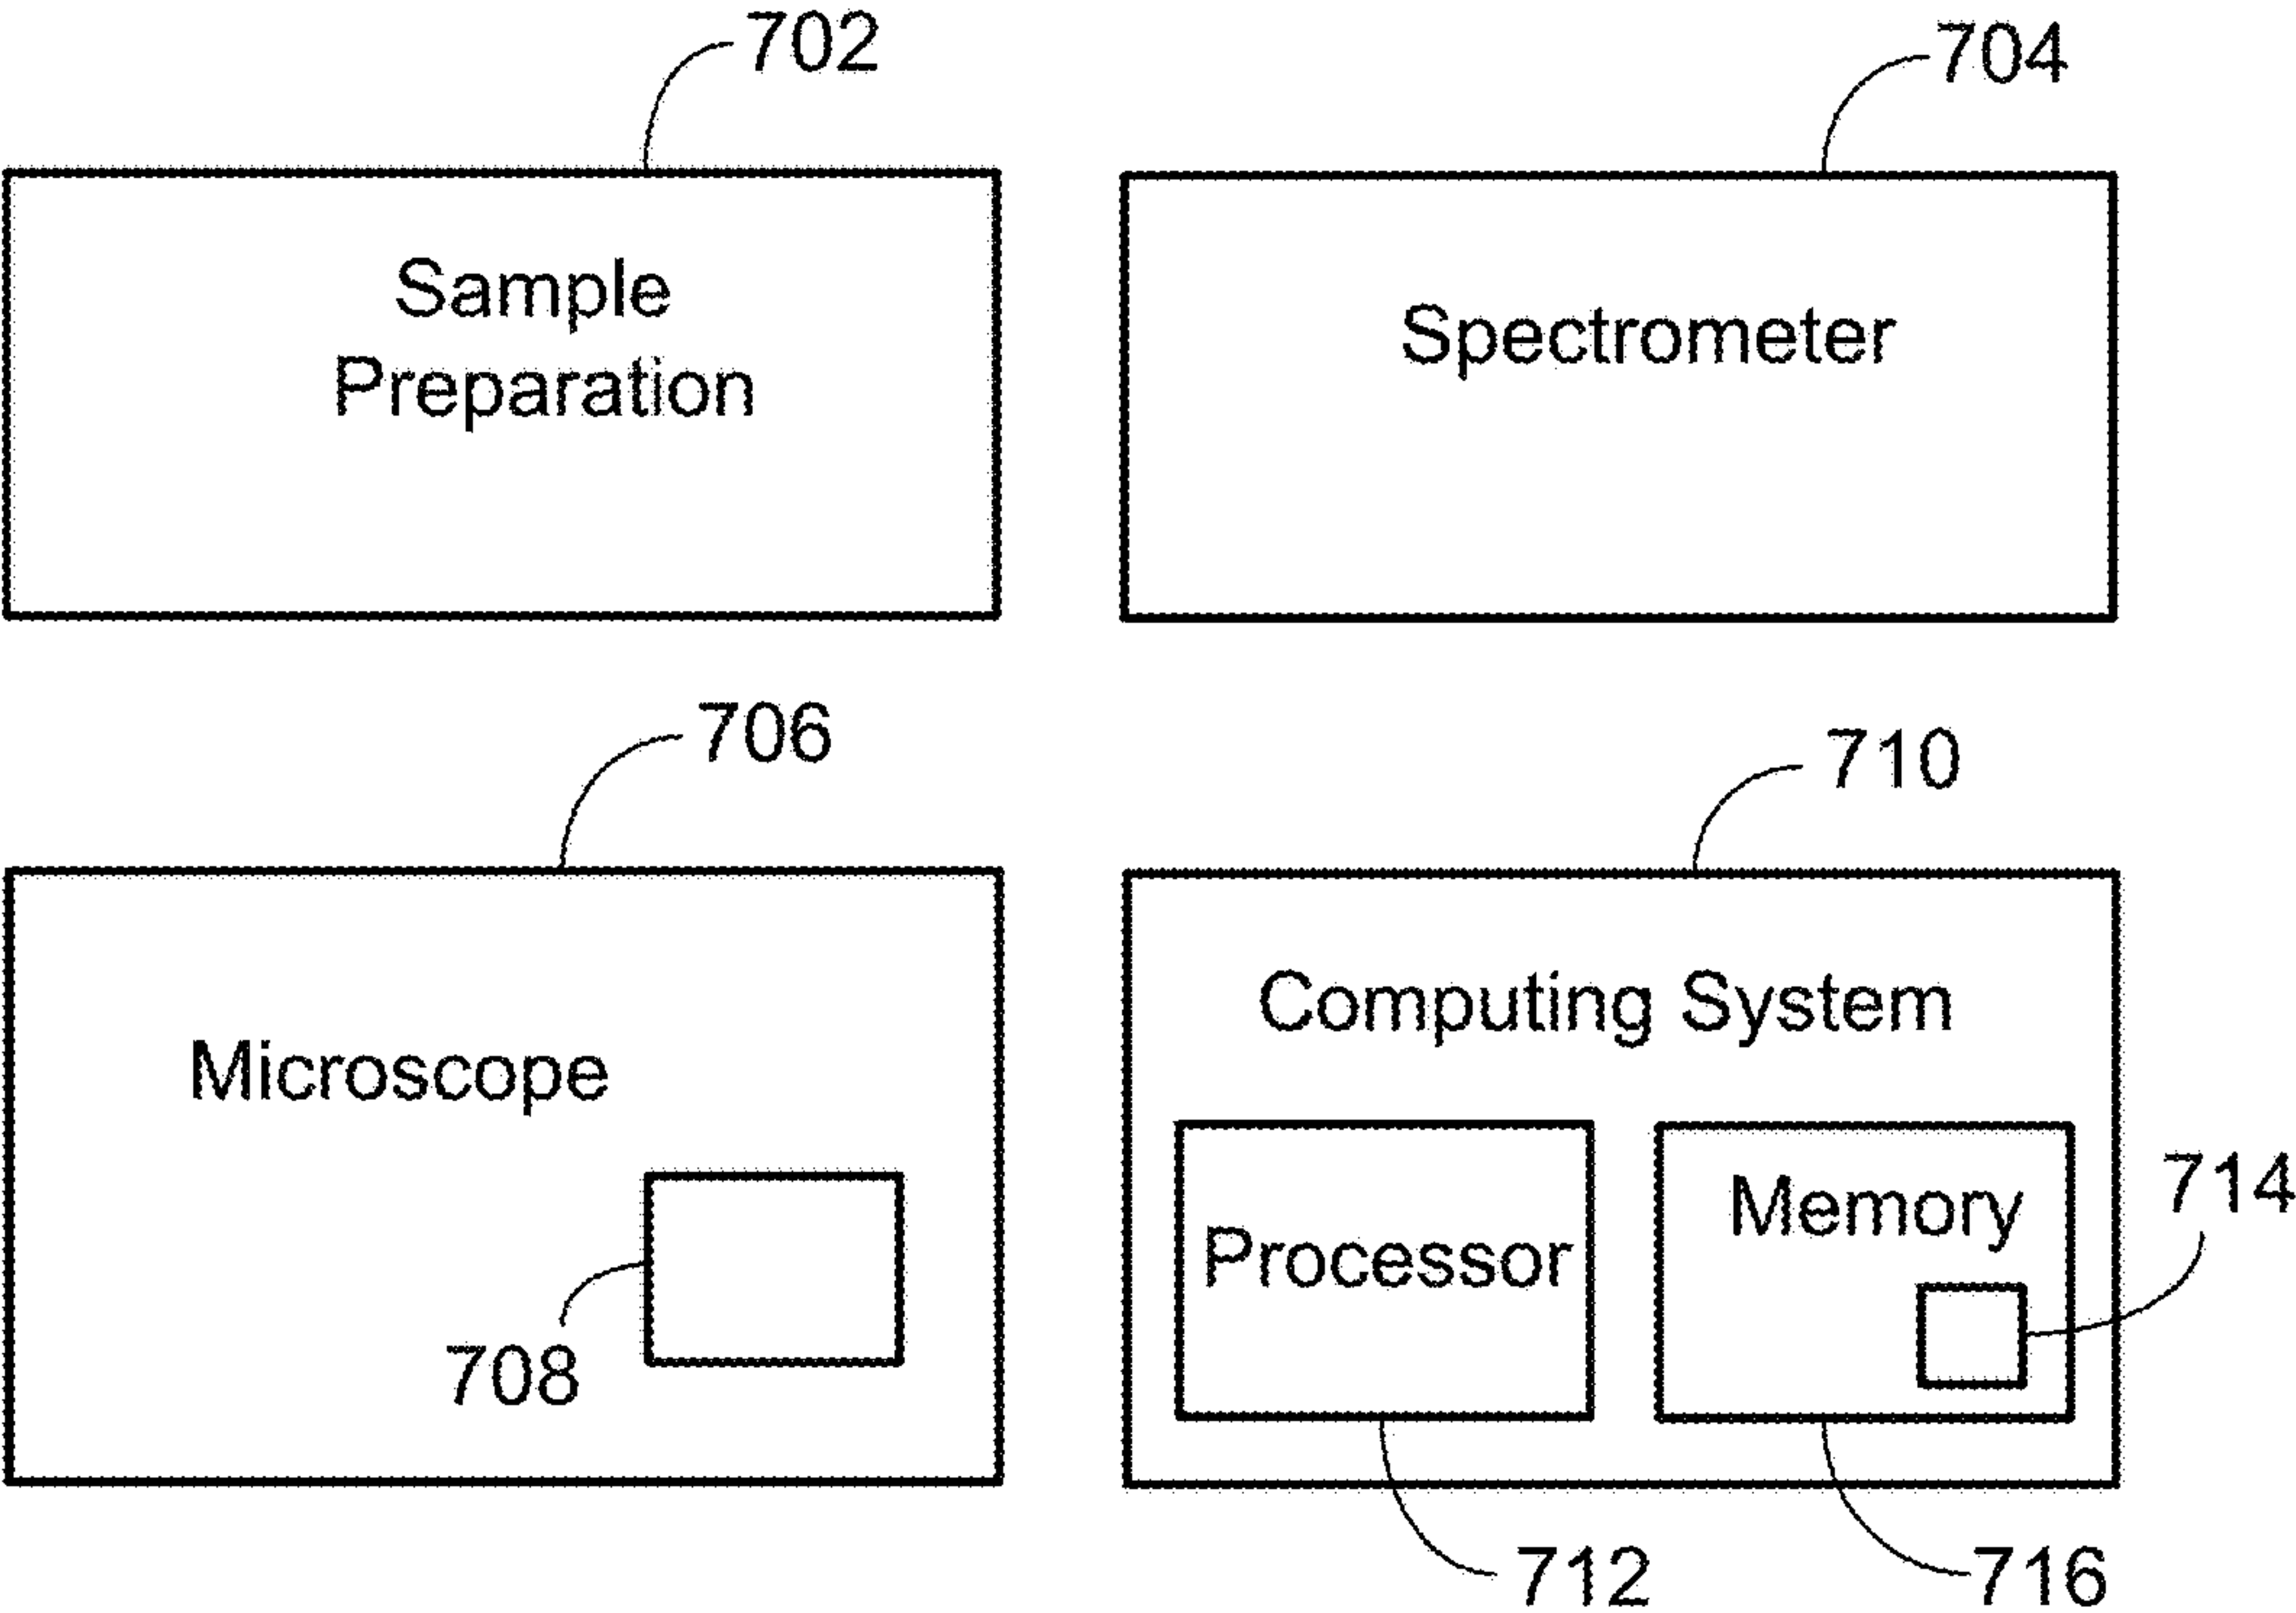 702
704
Sample
Preparation
Spectrometer
706
710
Microscope
Computing System
Processor
Memory
714
708
712
716